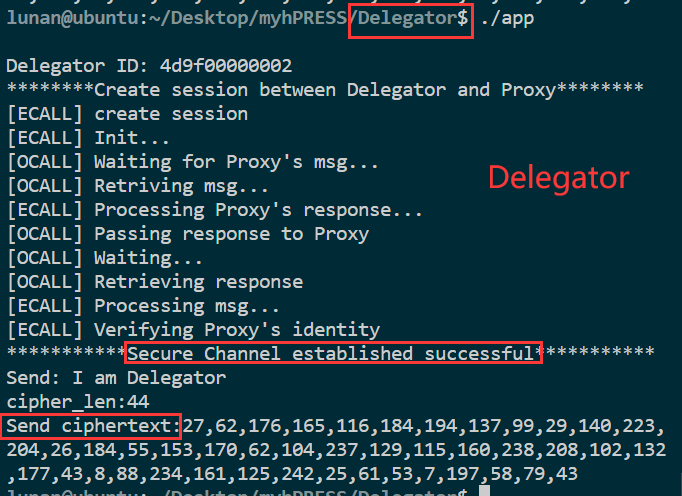 lunan@ubuntu:~/Desktop/myhPRESS/Delegator$ ./app
Delegator ID: 4d9f00000002
********Create session between Delegator and Proxy********
[ECALL] create session
[ECALL] Init...
[OCALL] Waiting for Proxy's msg...
[OCALL] Retriving msg...
Delegator
[ECALL] Processing Proxy's response...
[OCALL] Passing response to Proxy
[OCALL] Waiting...
[OCALL] Retrieving response
[ECALL] Processing msg...
[ECALL] Verifying Proxy's identity
***********Secure Channel established successful***********
Send: I am Delegator
cipher_len:44
Send ciphertext:27,62,176,165,116,184,194,137,99,29,140,223,
204,26,184,55,153,170,62,104,237,129,115,160,238,208,102,132
,177,43,8,88,234,161,125,242,25,61,53,7,197,58,79,43